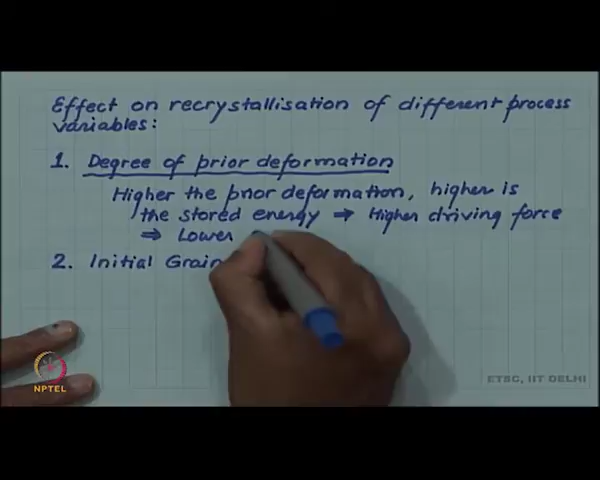 Effect on recrystallisation of different process
variables:
1. Degree of prior deformation
Higher the prior deformation, higher is
the stored energy ⇒ Higher driving force
⇒ Lower
2. Initial Grain
NPTEL
ETSC, IIT DELHI